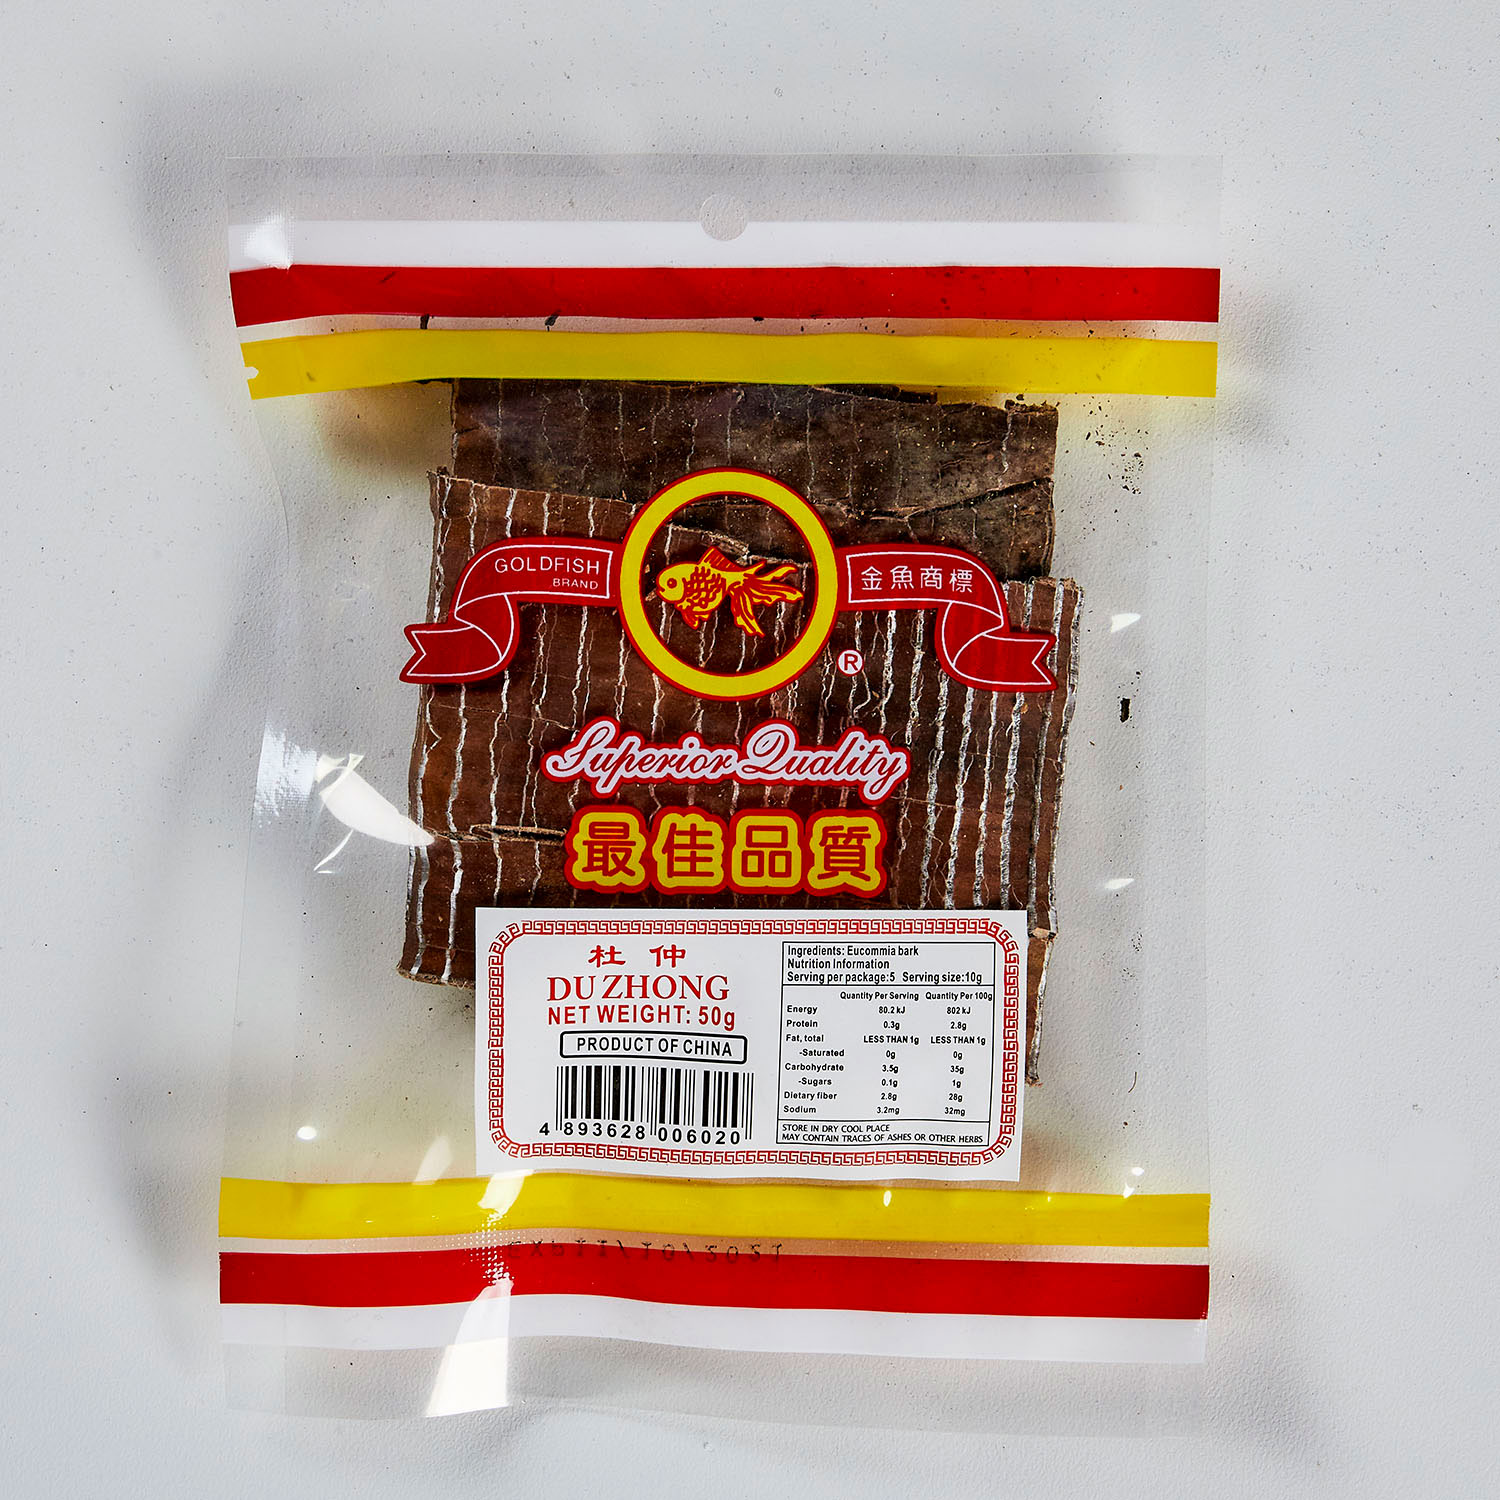 GOLDFISH
BRAND
金魚商標
®
Superior Quality
最佳品質
杜仲
DU ZHONG
NET WEIGHT: 50g
PRODUCT OF CHINA
4 893628 006020
Ingredients: Eucommia bark
Nutrition Information
Serving per package:5 Serving size:10g
Quantity Per Serving Quantity Per 100g
Energy 80.2 kJ 802 kJ
Protein 0.3g 2.8g
Fat, total LESS THAN 1g LESS THAN 1g
-Saturated 0g 0g
Carbohydrate 3.5g 35g
-Sugars 0.1g 1g
Dietary fiber 2.8g 28g
Sodium 3.2mg 32mg
STORE IN DRY COOL PLACE
MAY CONTAIN TRACES OF ASHES OR OTHER HERBS
EXP11/10/2021